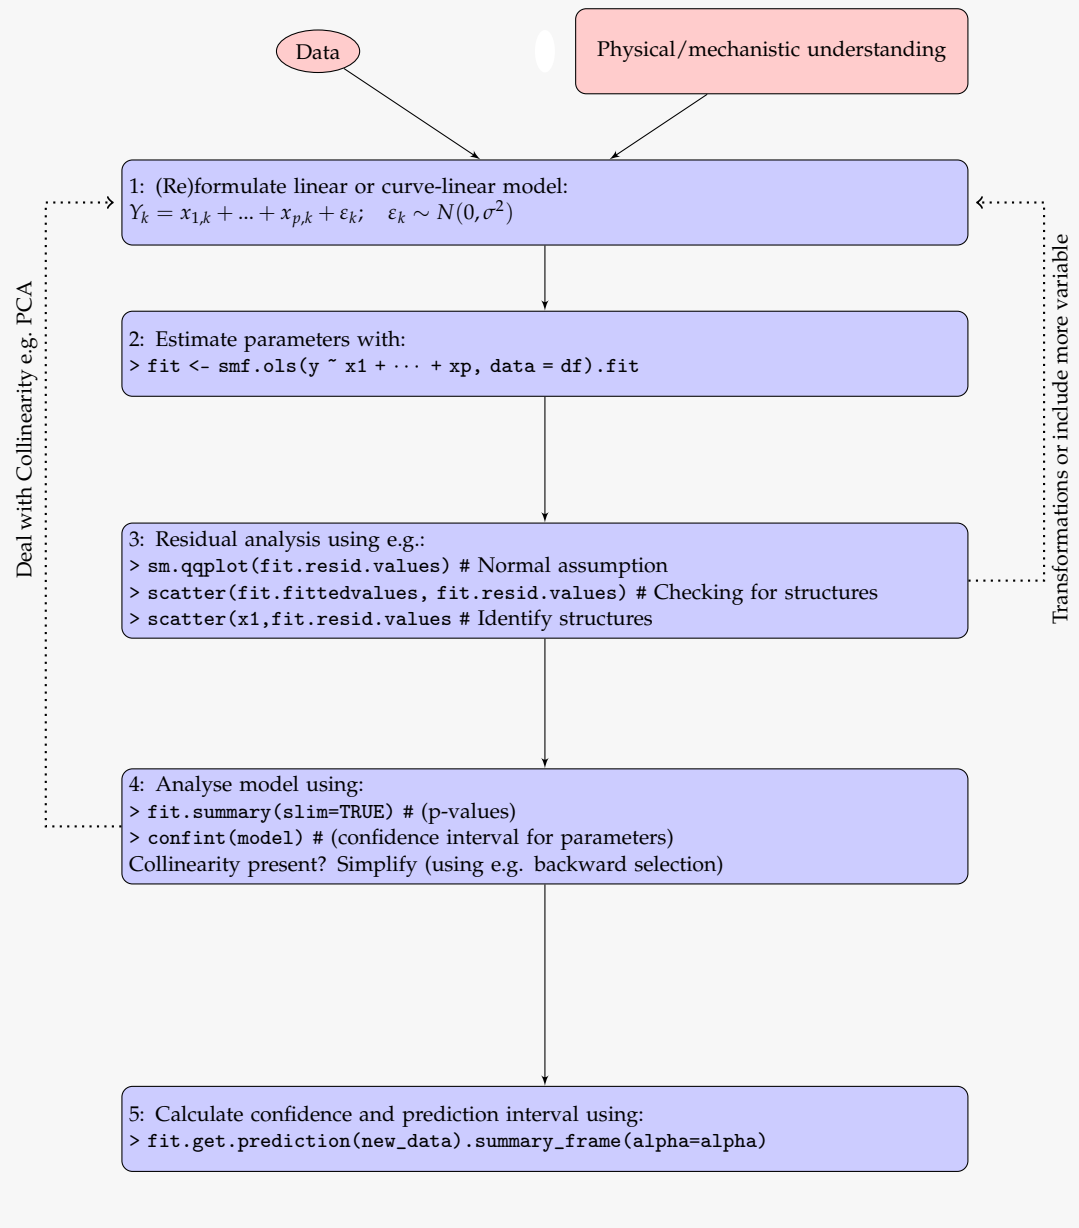 Data
Physical/mechanistic understanding
1: (Re)formulate linear or curve-linear model:
Y_k = x_{1,k} + ... + x_{p,k} + ε_k;   ε_k ∼ N(0, σ²)
2: Estimate parameters with:
> fit <- smf.ols(y ~ x1 + ··· + xp, data = df).fit
3: Residual analysis using e.g.:
> sm.qqplot(fit.resid.values) # Normal assumption
> scatter(fit.fittedvalues, fit.resid.values) # Checking for structures
> scatter(x1,fit.resid.values # Identify structures
4: Analyse model using:
> fit.summary(slim=TRUE) # (p-values)
> confint(model) # (confidence interval for parameters)
Collinearity present? Simplify (using e.g. backward selection)
5: Calculate confidence and prediction interval using:
> fit.get.prediction(new_data).summary_frame(alpha=alpha)
Deal with Collinearity e.g. PCA
Transformations or include more variable